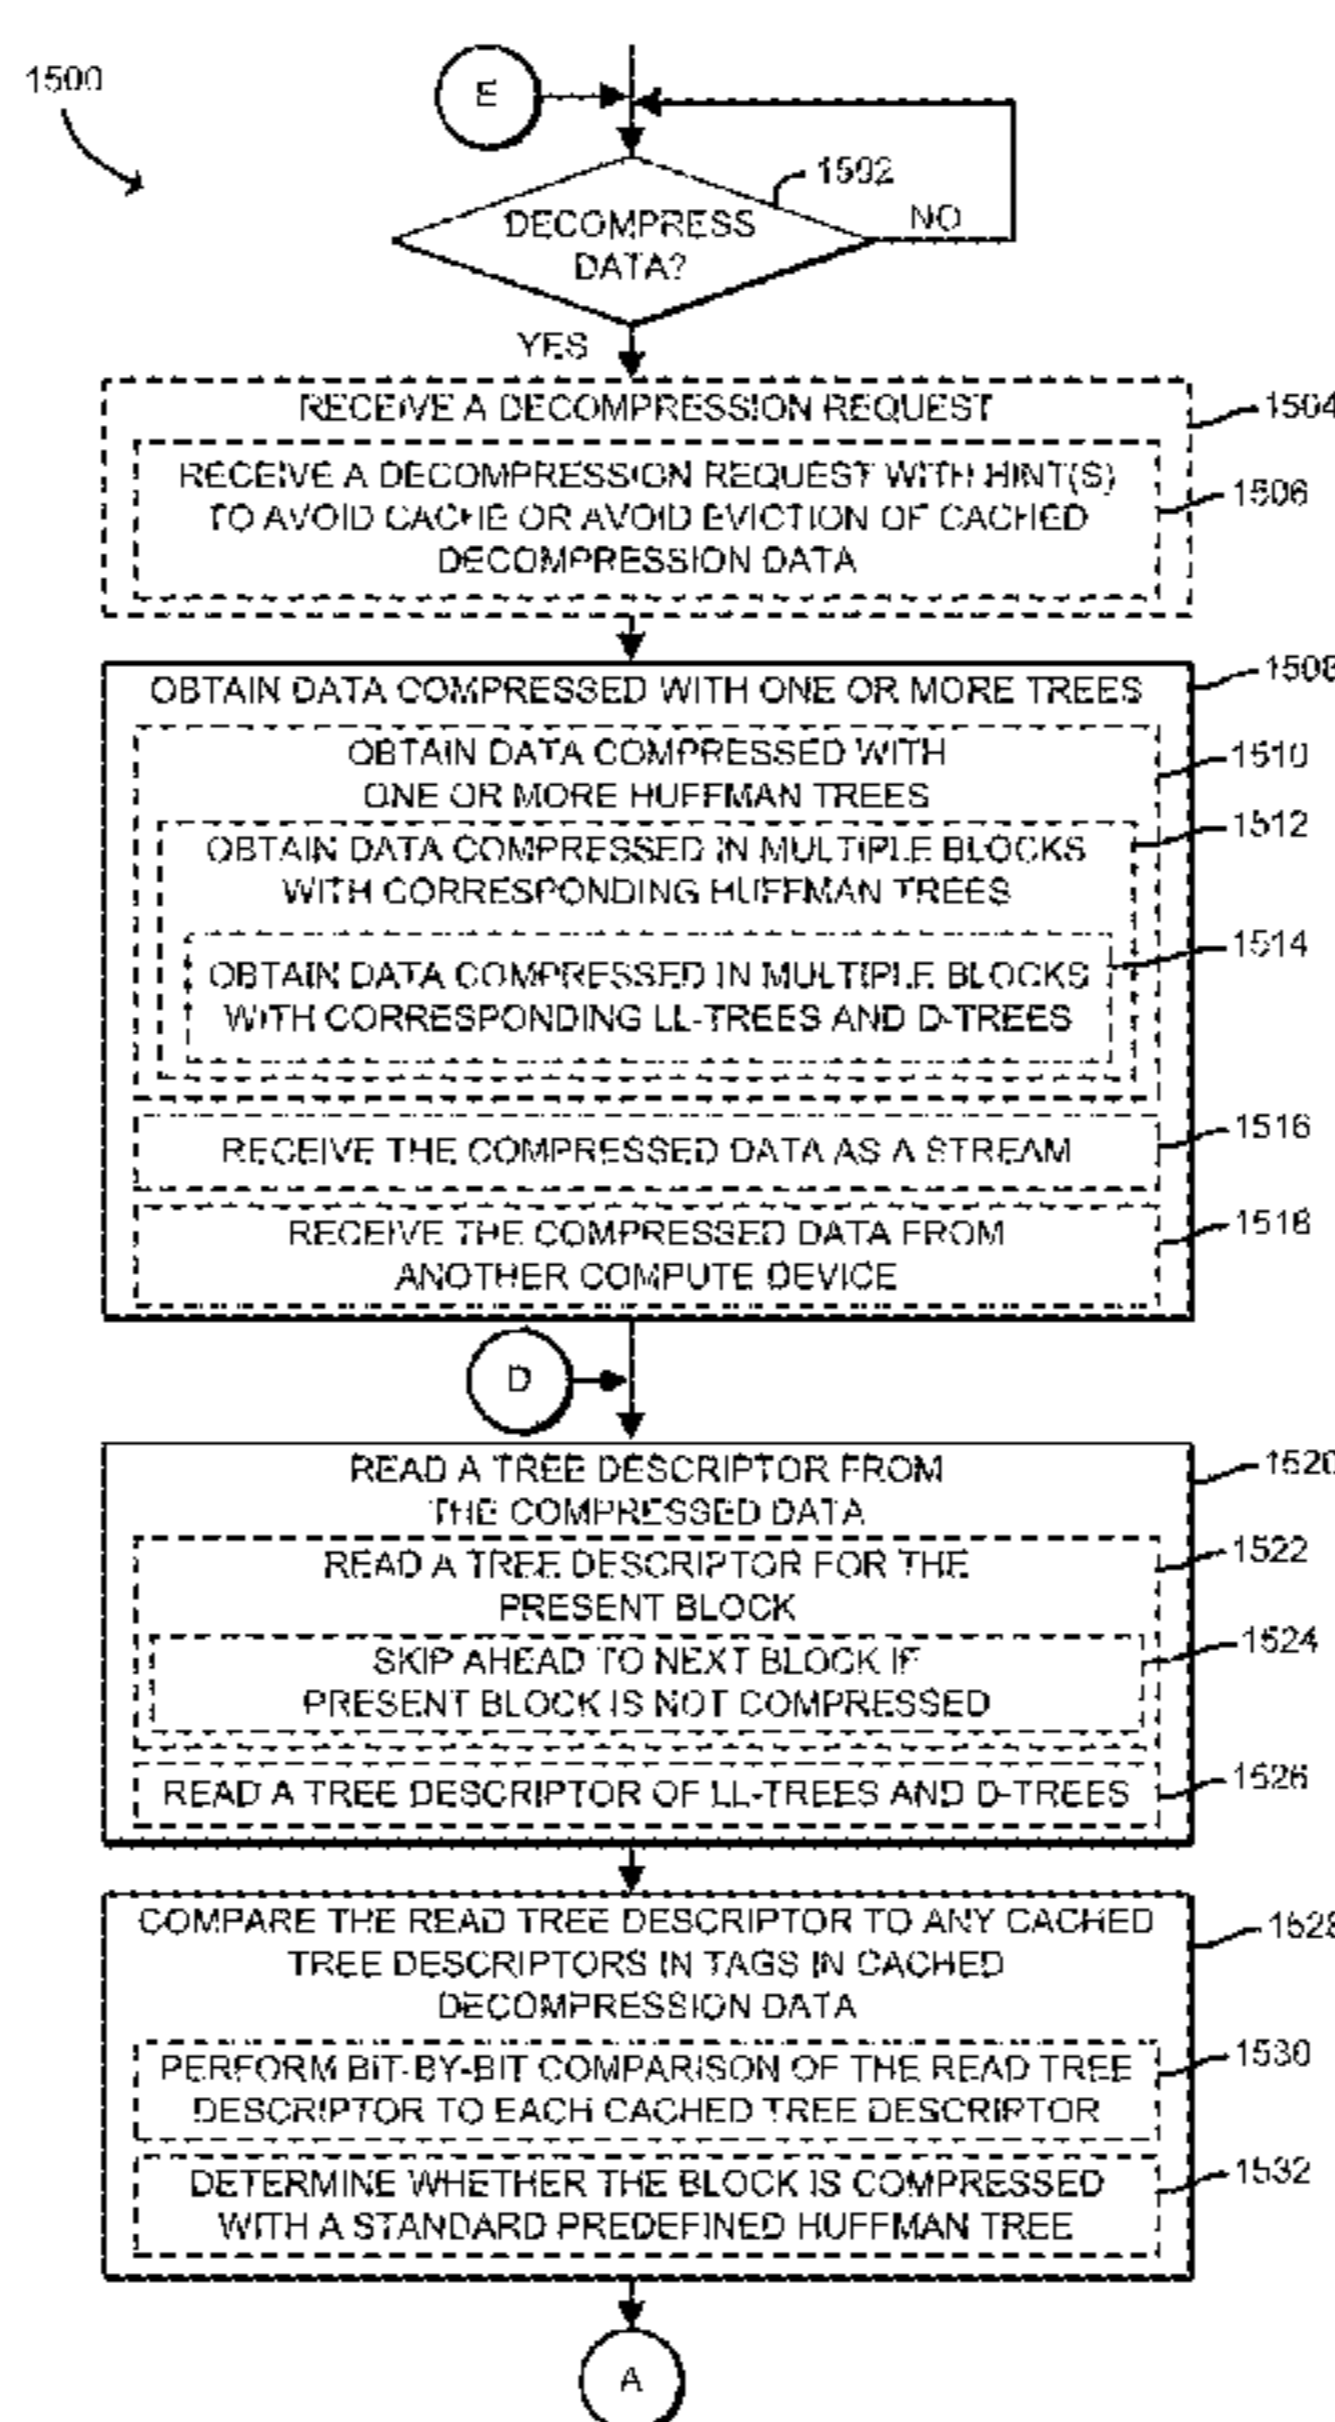 1500
E
1502
DECOMPRESS
DATA?
NO
YES
RECEIVE A DECOMPRESSION REQUEST
1504
RECEIVE A DECOMPRESSION REQUEST WITH HINT(S)
TO AVOID CACHE OR AVOID EVICTION OF CACHED
DECOMPRESSION DATA
1506
OBTAIN DATA COMPRESSED WITH ONE OR MORE TREES
1508
OBTAIN DATA COMPRESSED WITH
ONE OR MORE HUFFMAN TREES
1510
OBTAIN DATA COMPRESSED IN MULTIPLE BLOCKS
WITH CORRESPONDING HUFFMAN TREES
1512
OBTAIN DATA COMPRESSED IN MULTIPLE BLOCKS
WITH CORRESPONDING LL-TREES AND D-TREES
1514
RECEIVE THE COMPRESSED DATA AS A STREAM
1516
RECEIVE THE COMPRESSED DATA FROM
ANOTHER COMPUTE DEVICE
1518
D
READ A TREE DESCRIPTOR FROM
THE COMPRESSED DATA
1520
READ A TREE DESCRIPTOR FOR THE
PRESENT BLOCK
1522
SKIP AHEAD TO NEXT BLOCK IF
PRESENT BLOCK IS NOT COMPRESSED
1524
READ A TREE DESCRIPTOR OF LL-TREES AND D-TREES
1526
COMPARE THE READ TREE DESCRIPTOR TO ANY CACHED
TREE DESCRIPTORS IN TAGS IN CACHED
DECOMPRESSION DATA
1528
PERFORM BIT-BY-BIT COMPARISON OF THE READ TREE
DESCRIPTOR TO EACH CACHED TREE DESCRIPTOR
1530
DETERMINE WHETHER THE BLOCK IS COMPRESSED
WITH A STANDARD PREDEFINED HUFFMAN TREE
1532
A